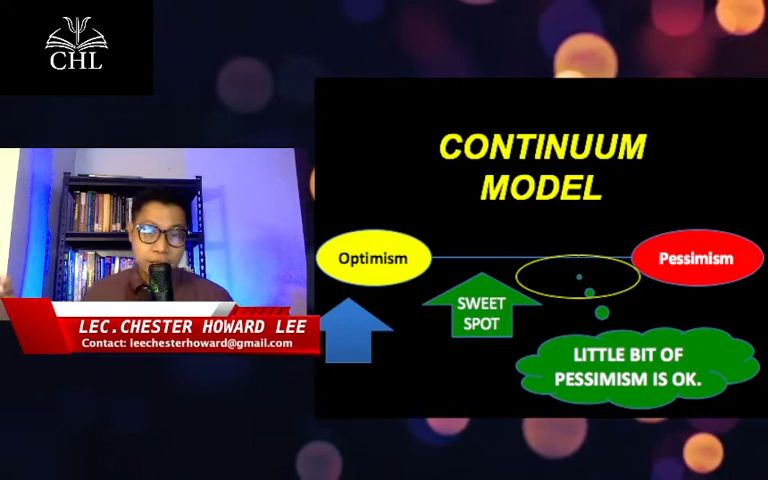 CHL
CONTINUUM
MODEL
Optimism
Pessimism
SWEET
SPOT
LITTLE BIT OF
PESSIMISM IS OK.
LEC.CHESTER HOWARD LEE
Contact: leechesterhoward@gmail.com